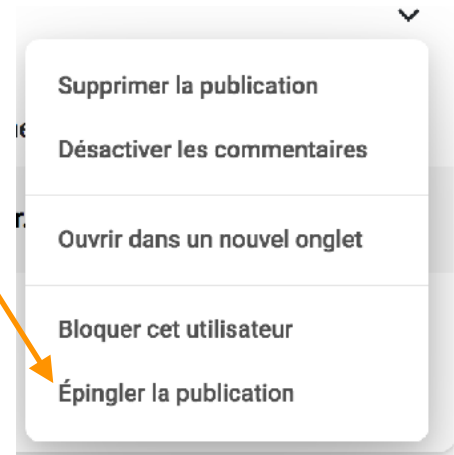 Supprimer la publication
Désactiver les commentaires
Ouvrir dans un nouvel onglet
Bloquer cet utilisateur
Épingler la publication